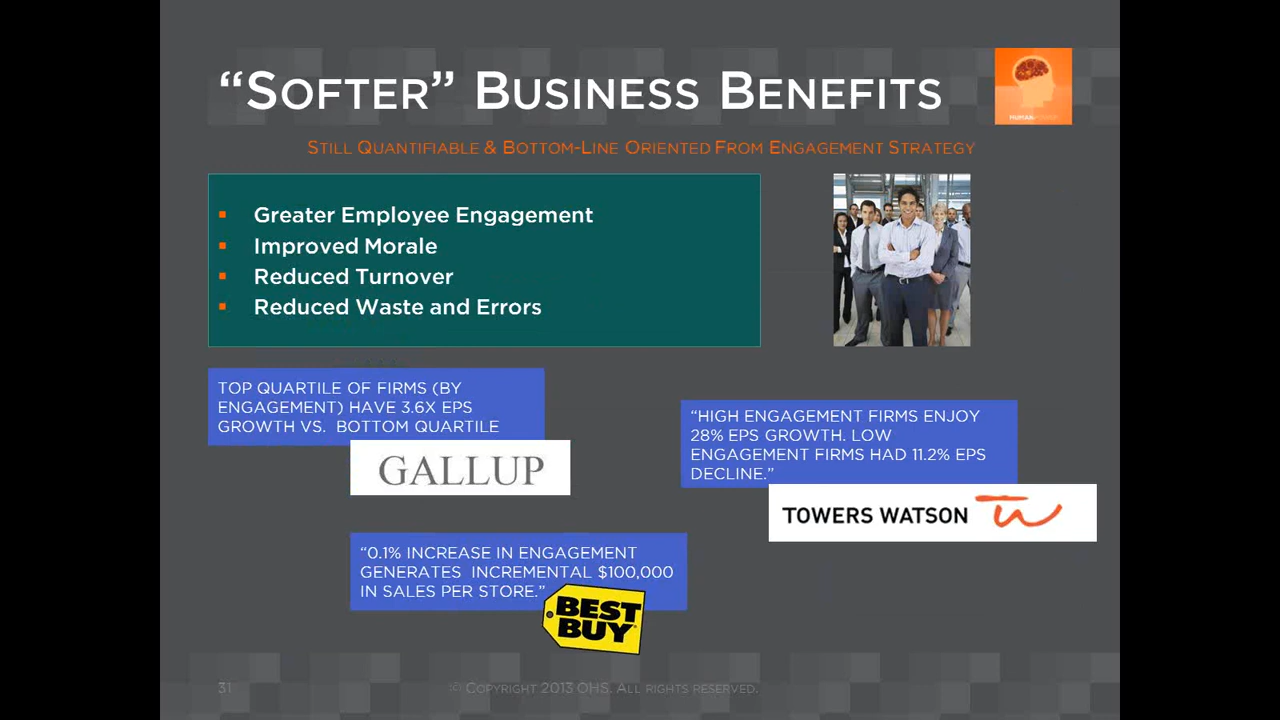 “Softer” Business Benefits
HUMANPOWER
Still Quantifiable & Bottom-Line Oriented From Engagement Strategy
Greater Employee Engagement
Improved Morale
Reduced Turnover
Reduced Waste and Errors
TOP QUARTILE OF FIRMS (BY
ENGAGEMENT) HAVE 3.6X EPS
GROWTH VS. BOTTOM QUARTILE
GALLUP
“HIGH ENGAGEMENT FIRMS ENJOY
28% EPS GROWTH. LOW
ENGAGEMENT FIRMS HAD 11.2% EPS
DECLINE.”
TOWERS WATSON
“0.1% INCREASE IN ENGAGEMENT
GENERATES INCREMENTAL $100,000
IN SALES PER STORE.”
BEST
BUY
31
(c) Copyright 2013 OHS. All rights reserved.